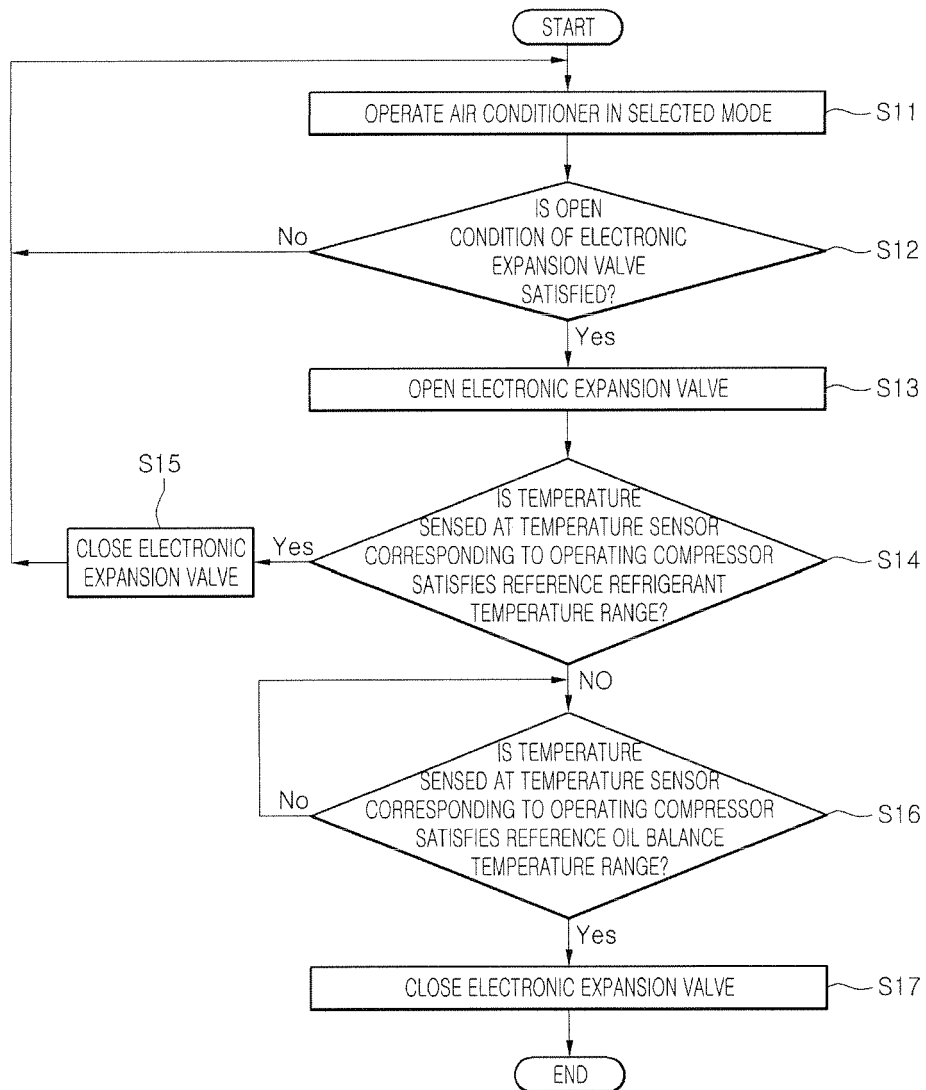 START
OPERATE AIR CONDITIONER IN SELECTED MODE
S11
IS OPEN
CONDITION OF ELECTRONIC
EXPANSION VALVE
SATISFIED?
S12
No
Yes
OPEN ELECTRONIC EXPANSION VALVE
S13
IS TEMPERATURE
SENSED AT TEMPERATURE SENSOR
CORRESPONDING TO OPERATING COMPRESSOR
SATISFIES REFERENCE REFRIGERANT
TEMPERATURE RANGE?
S14
Yes
S15
CLOSE ELECTRONIC
EXPANSION VALVE
NO
IS TEMPERATURE
SENSED AT TEMPERATURE SENSOR
CORRESPONDING TO OPERATING COMPRESSOR
SATISFIES REFERENCE OIL BALANCE
TEMPERATURE RANGE?
S16
No
Yes
CLOSE ELECTRONIC EXPANSION VALVE
S17
END